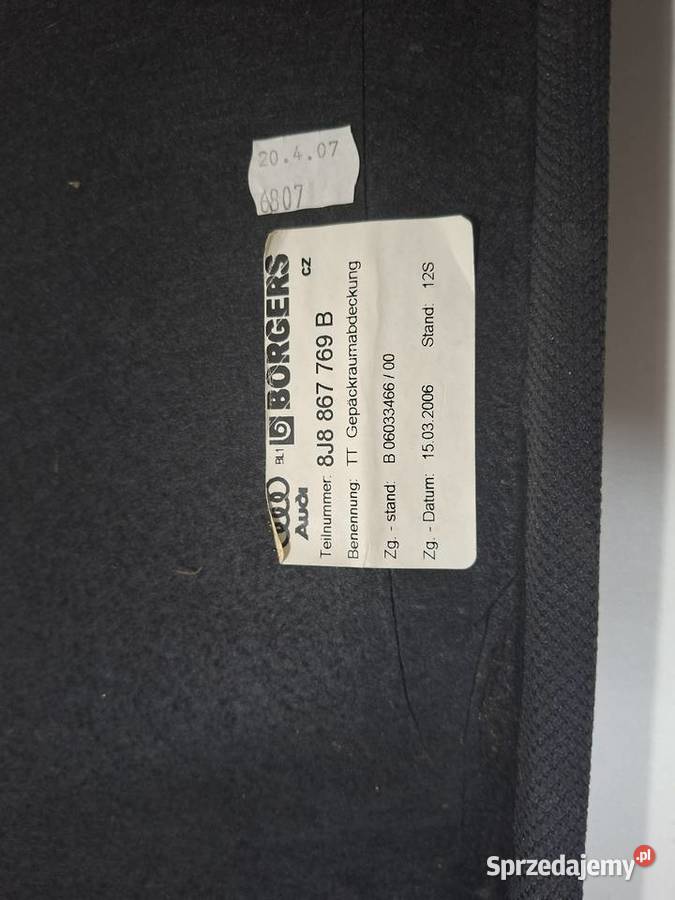 20.4.07
6807
BL1 BORGERS CZ
Audi
Teilnummer: 8J8 867 769 B
Benennung: TT Gepäckraumabdeckung
Zg. - stand: B 06033466 / 00
Zg. - Datum: 15.03.2006 Stand: 12S
Sprzedajemy.pl